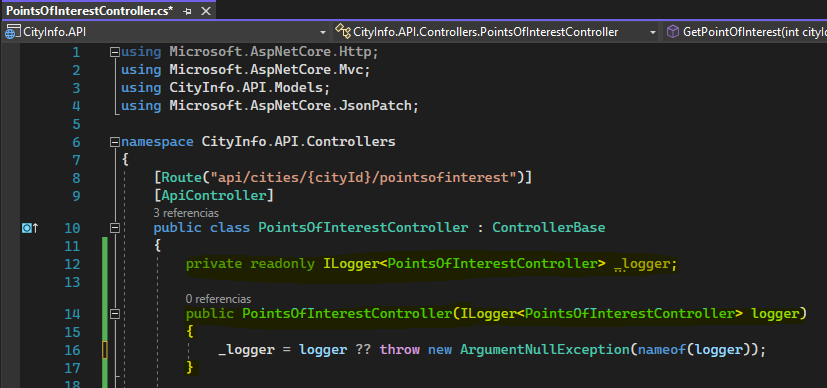 PointsOfInterestController.cs*
CityInfo.API CityInfo.API.Controllers.PointsOfInterestController GetPointOfInterest(int cityId
1 using Microsoft.AspNetCore.Http;
2 using Microsoft.AspNetCore.Mvc;
3 using CityInfo.API.Models;
4 using Microsoft.AspNetCore.JsonPatch;
5
6 namespace CityInfo.API.Controllers
7 {
8 [Route("api/cities/{cityId}/pointsofinterest")]
9 [ApiController]
3 referencias
10 public class PointsOfInterestController : ControllerBase
11 {
12 private readonly ILogger<PointsOfInterestController> _logger;
13
0 referencias
14 public PointsOfInterestController(ILogger<PointsOfInterestController> logger)
15 {
16 _logger = logger ?? throw new ArgumentNullException(nameof(logger));
17 }
18